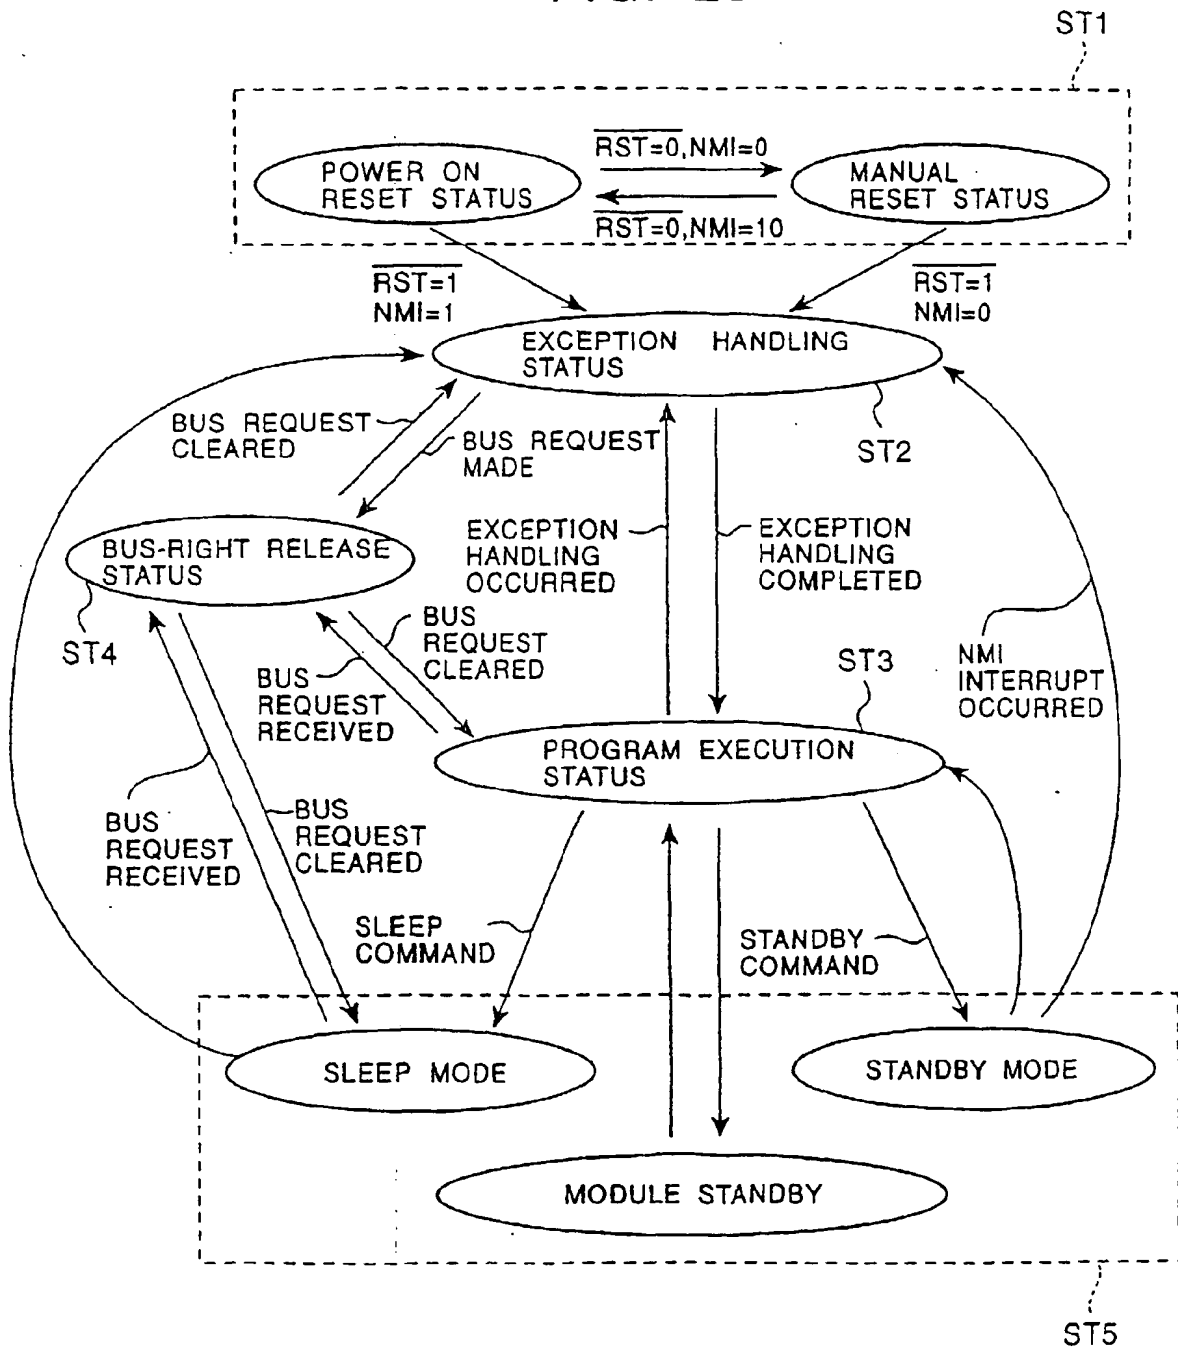 ST1
RST=0,NMI=0
POWER ON
RESET STATUS
MANUAL
RESET STATUS
RST=0,NMI=10
RST=1
NMI=1
RST=1
NMI=0
EXCEPTION HANDLING
STATUS
BUS REQUEST
CLEARED
BUS REQUEST
MADE
ST2
EXCEPTION
HANDLING
OCCURRED
EXCEPTION
HANDLING
COMPLETED
BUS-RIGHT RELEASE
STATUS
ST4
BUS
REQUEST
CLEARED
BUS
REQUEST
RECEIVED
ST3
NMI
INTERRUPT
OCCURRED
PROGRAM EXECUTION
STATUS
BUS
REQUEST
RECEIVED
BUS
REQUEST
CLEARED
SLEEP
COMMAND
STANDBY
COMMAND
SLEEP MODE
STANDBY MODE
MODULE STANDBY
ST5